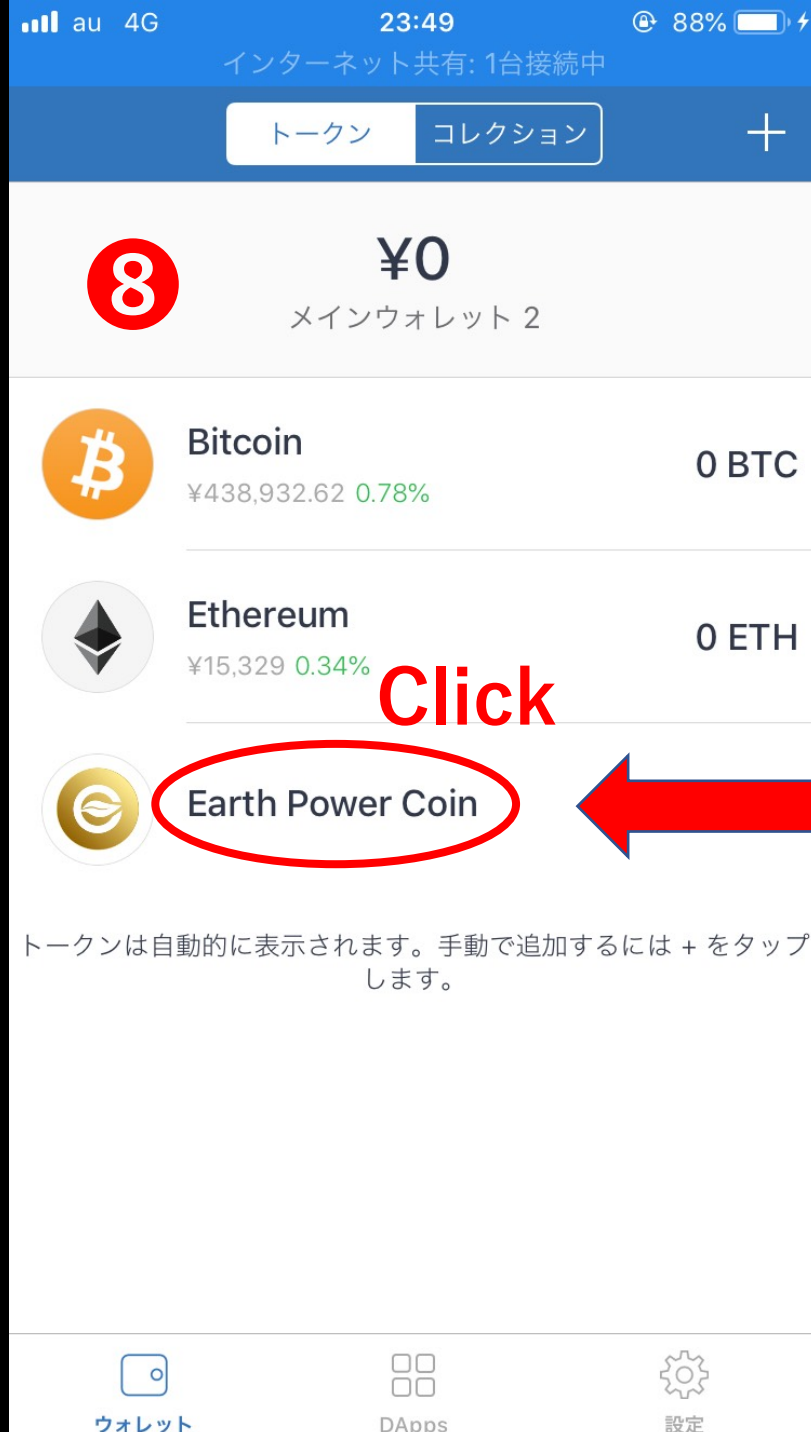 au 4G
23:49
88%
インターネット共有: 1台接続中
トークン
コレクション
+
8
¥0
メインウォレット 2
Bitcoin
0 BTC
¥438,932.62 0.78%
Ethereum
0 ETH
¥15,329 0.34%
Click
Earth Power Coin
トークンは自動的に表示されます。手動で追加するには + をタップ
します。
ウォレット
DApps
設定